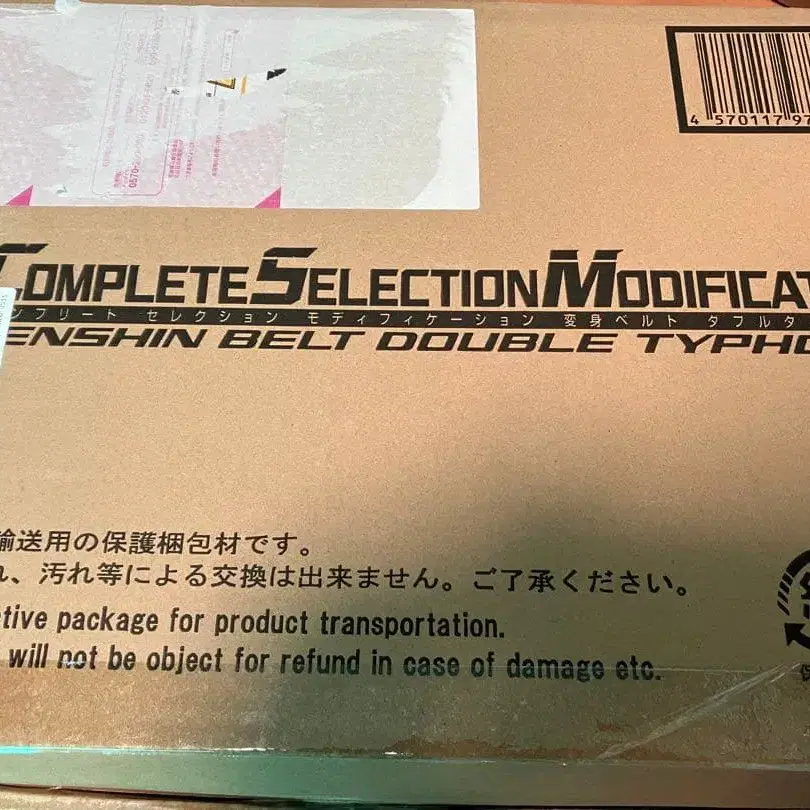 4 570117 97
COMPLETE SELECTION MODIFICA
ンプリート セレクション モディフィケーション 変身ベルト ダブルタ
ENSHIN BELT DOUBLE TYPHO
輸送用の保護梱包材です。
れ、汚れ等による交換は出来ません。ご了承ください。
ctive package for product transportation.
will not be object for refund in case of damage etc.